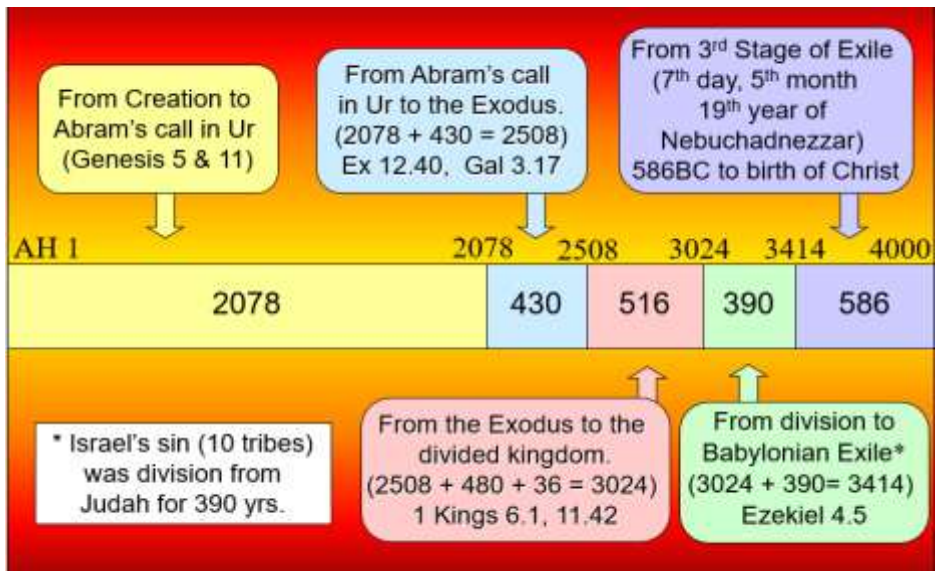 From Creation to
Abram's call in Ur
(Genesis 5 & 11)
From Abram's call
in Ur to the Exodus.
(2078 + 430 = 2508)
Ex 12.40, Gal 3.17
From 3rd Stage of Exile
(7th day, 5th month
19th year of
Nebuchadnezzar)
586BC to birth of Christ
AH 1 2078 2508 3024 3414 4000
2078 430 516 390 586
* Israel's sin (10 tribes)
was division from
Judah for 390 yrs.
From the Exodus to the
divided kingdom.
(2508 + 480 + 36 = 3024)
1 Kings 6.1, 11.42
From division to
Babylonian Exile*
(3024 + 390= 3414)
Ezekiel 4.5